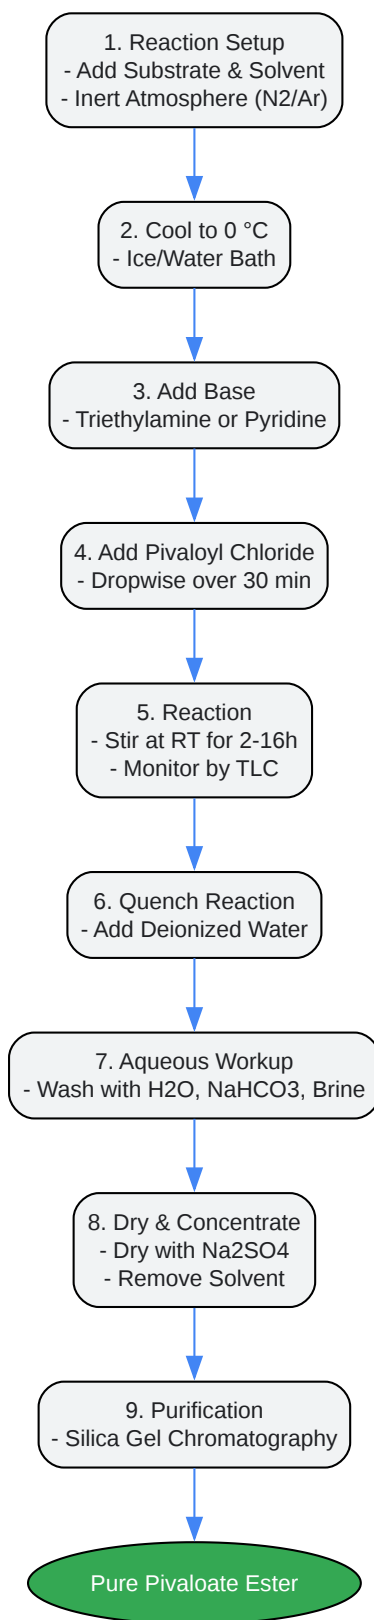 1. Reaction Setup
- Add Substrate & Solvent
- Inert Atmosphere (N2/Ar)
2. Cool to 0 °C
- Ice/Water Bath
3. Add Base
- Triethylamine or Pyridine
4. Add Pivaloyl Chloride
- Dropwise over 30 min
5. Reaction
- Stir at RT for 2-16h
- Monitor by TLC
6. Quench Reaction
- Add Deionized Water
7. Aqueous Workup
- Wash with H2O, NaHCO3, Brine
8. Dry & Concentrate
- Dry with Na2SO4
- Remove Solvent
9. Purification
- Silica Gel Chromatography
Pure Pivaloate Ester